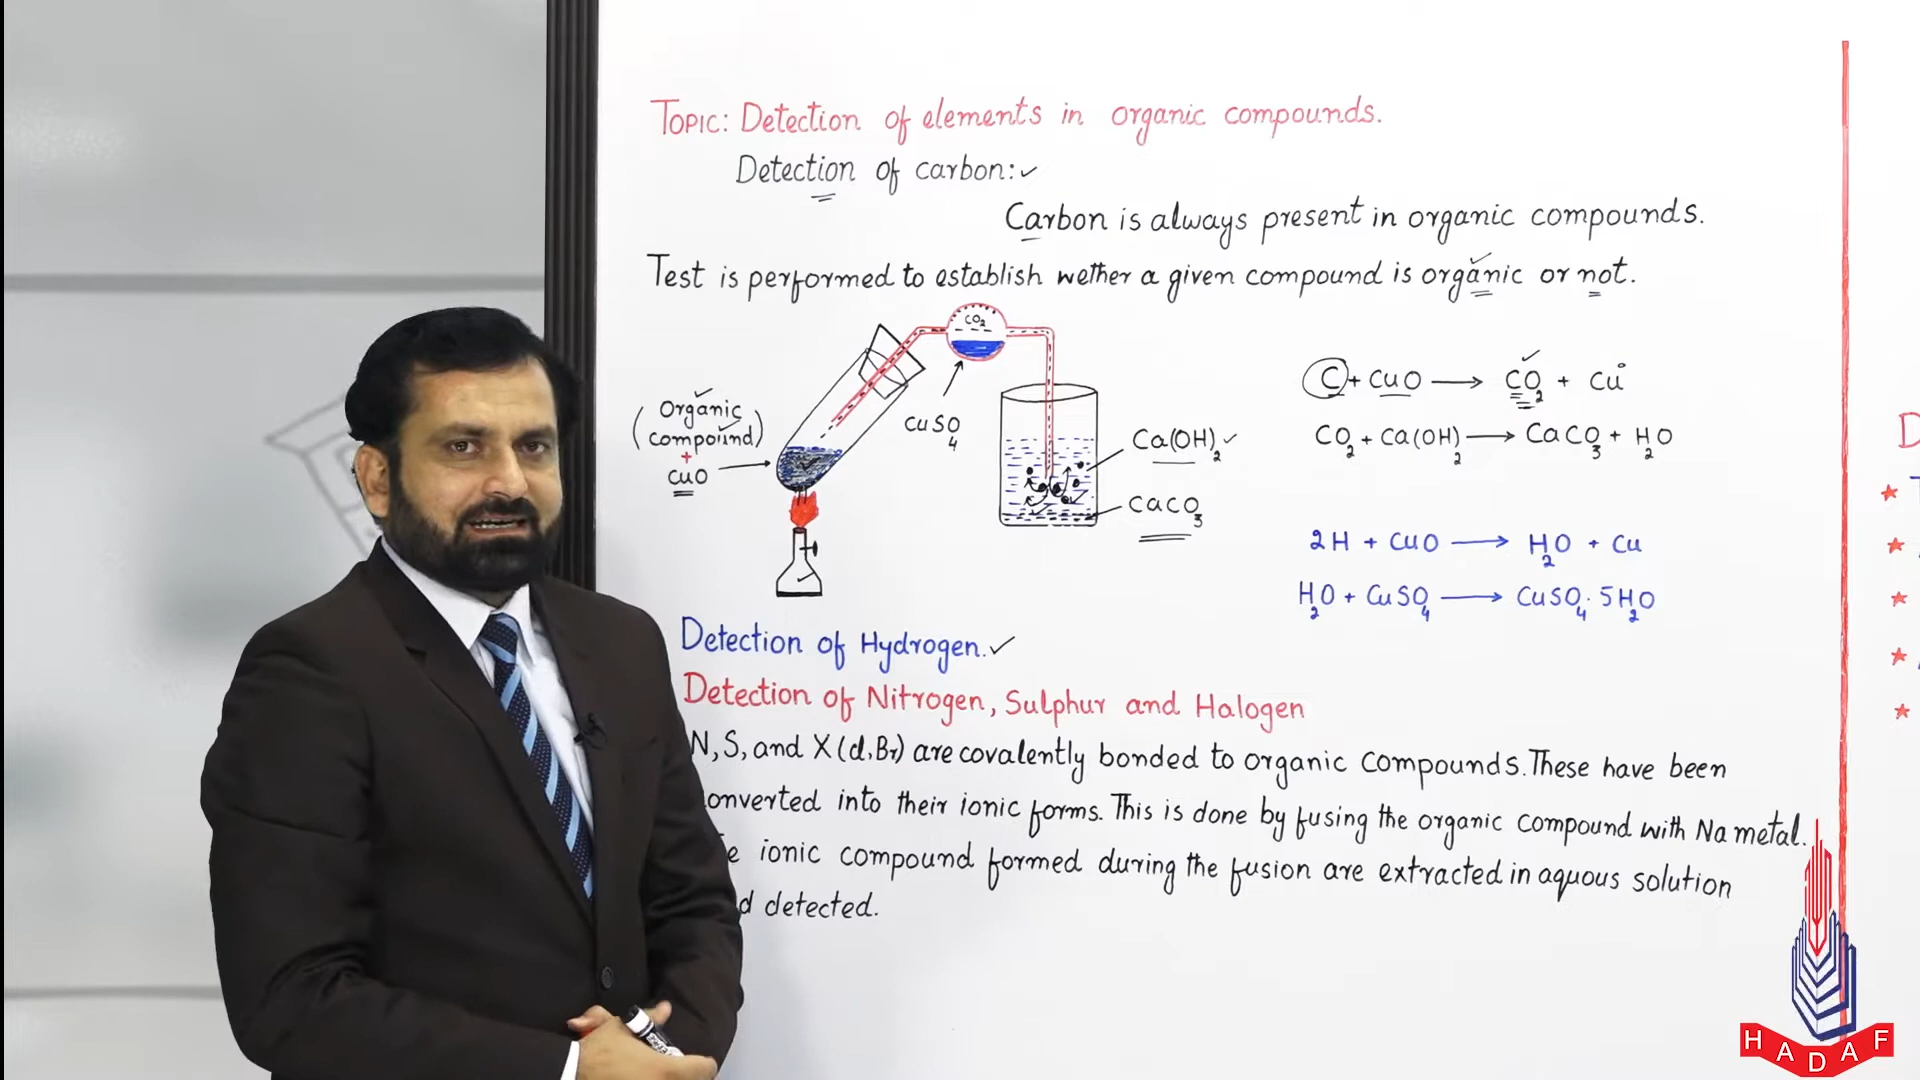 TOPIC: Detection of elements in organic compounds.
Detection of carbon:✓
Carbon is always present in organic compounds.
Test is performed to establish wether a given compound is organic or not.
CO₂
(Organic compound)
+
CuO
CuSO₄
Ca(OH)₂ ✓
CaCO₃
C + CuO ⟶ CO₂ + Cu°
CO₂ + Ca(OH)₂ ⟶ CaCO₃ + H₂O
2H + CuO ⟶ H₂O + Cu
H₂O + CuSO₄ ⟶ CuSO₄·5H₂O
Detection of Hydrogen.✓
Detection of Nitrogen, Sulphur and Halogen
N, S, and X (Cl, Br) are covalently bonded to organic compounds. These have been
onverted into their ionic forms. This is done by fusing the organic compound with Na metal.
e ionic compound formed during the fusion are extracted in aquous solution
d detected.
D
HADAF